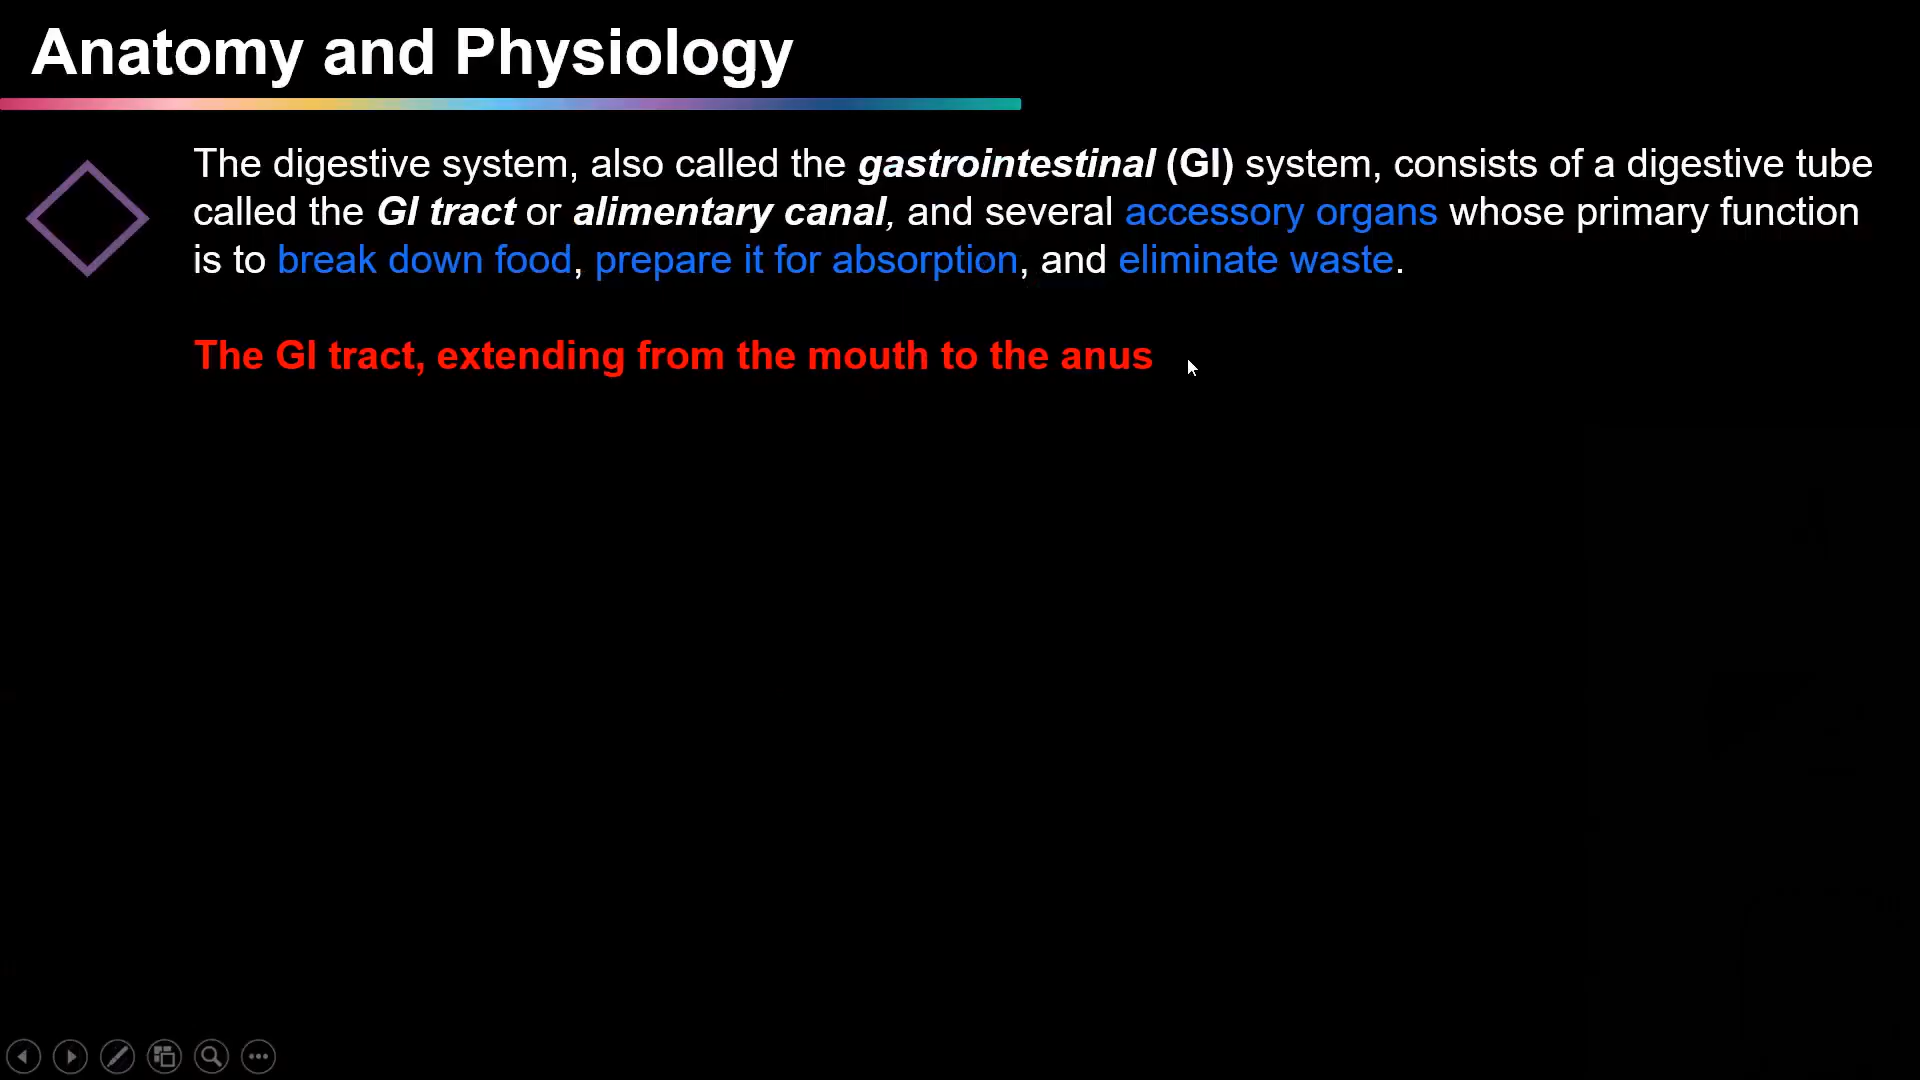 Anatomy and Physiology
The digestive system, also called the gastrointestinal (GI) system, consists of a digestive tube
called the GI tract or alimentary canal, and several accessory organs whose primary function
is to break down food, prepare it for absorption, and eliminate waste.
The GI tract, extending from the mouth to the anus